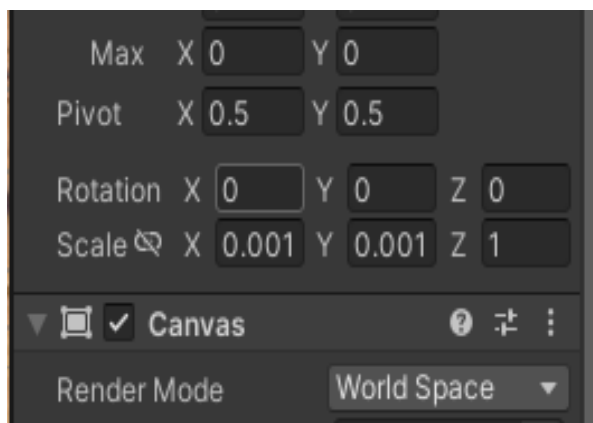 Max X 0 Y 0
Pivot X 0.5 Y 0.5
Rotation X 0 Y 0 Z 0
Scale X 0.001 Y 0.001 Z 1
Canvas
Render Mode World Space